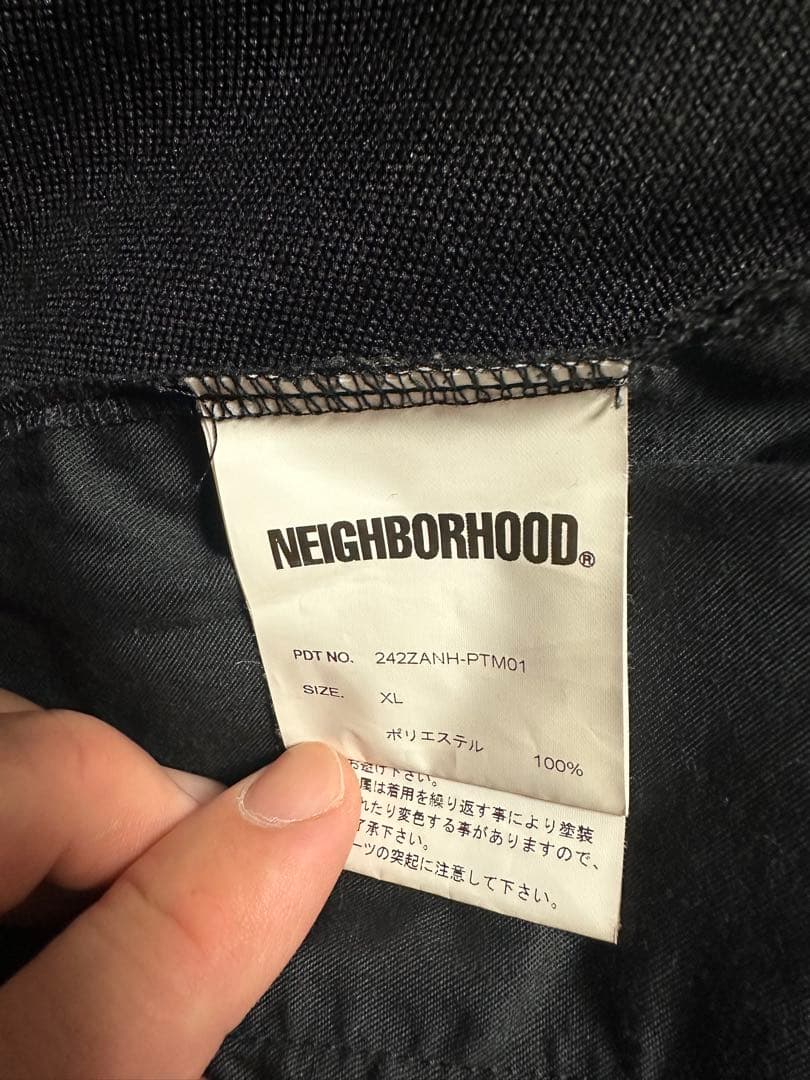 NEIGHBORHOOD®
PDT NO. 242ZANH-PTM01
SIZE. XL
ポリエステル 100%
お避け下さい。
属は着用を繰り返す事により塗装
れたり変色する事がありますので、
了承下さい。
ーツの突起に注意して下さい。